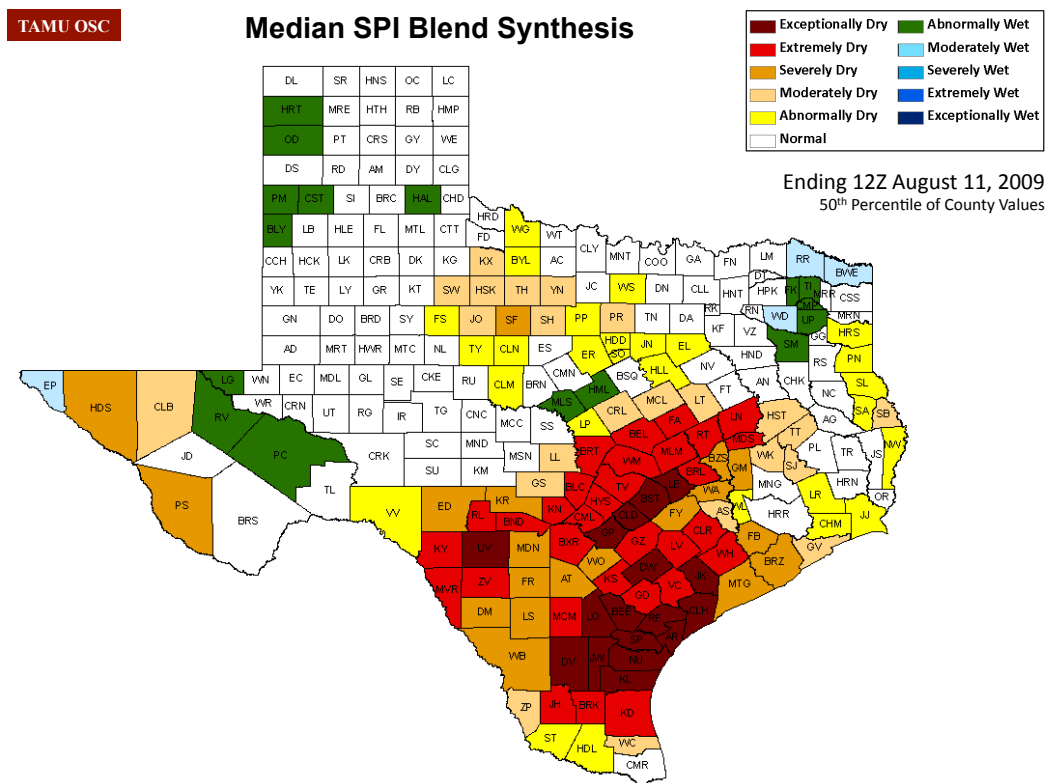 TAMU OSC
Median SPI Blend Synthesis
Exceptionally Dry
Abnormally Wet
Extremely Dry
Moderately Wet
Severely Dry
Severely Wet
Moderately Dry
Extremely Wet
Abnormally Dry
Exceptionally Wet
Normal
Ending 12Z August 11, 2009
50th Percentile of County Values
DL SR HNS OC LC
HRT MRE HTH RB HMP
OD PT CRS GY WE
DS RD AM DY CLG
PM CST SI BRC HAL CHD
HRD
BLY LB HLE FL MTL CTT FD WG WT
CCH HCK LK CRB DK KG KX BYL AC CLY MNT COO GA FN LM RR BWE
YK TE LY GR KT SW HSK TH YN JC WS DN CLL HNT HPK DT FK TI MRR CSS
GN DO BRD SY FS JO SF SH PP PR TN DA RK KF RN VZ WD UP MRN
AD MRT HWR MTC NL TY CLN ES ER HDD SO JN EL HND SM GG HRS
EP HDS CLB LG WN EC MDL GL SE CKE RU CLM BRN CMN BSQ HLL NV FT RS PN
RV WR CRN UT RG IR TG CNC MLS HML MCL LT AN CHK NC SL
JD PC CRK SC MND MCC SS LP CRL FA LN HST AG SA SB
SU KM MSN LL BRT BEL RT MDS TT PL TR JS NW
TL GS WM MLM BZS GM WK SJ HRN
PS BRS VV ED KR BLC TV BRL WA MNG LR OR
RL KN HYS BST LE AS WL HRR CHM JJ
BND CML CLD FY
KY UV MDN BXR GP GZ LV CLR FB GV
MVR ZV FR AT WO KS DW WH BRZ
VC JK MTG
DM LS MCM LO BEE GD CLH
RF
WB DV JW SP AR
NU
KL
ZP JH BRK KD
ST HDL WC
CMR